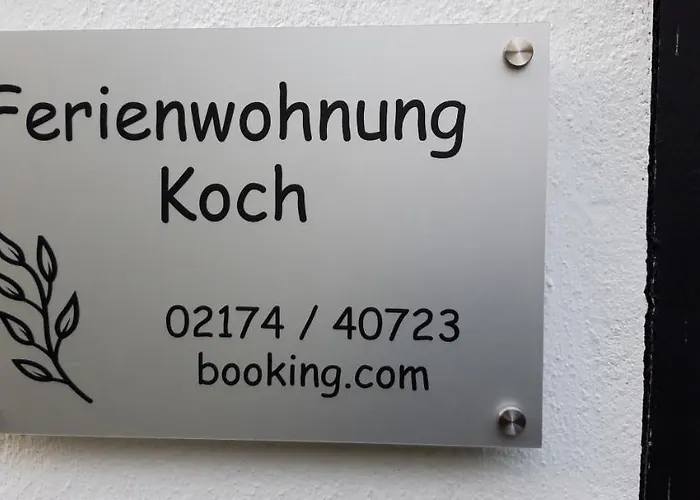 Ferienwohnung
Koch
02174 / 40723
booking.com